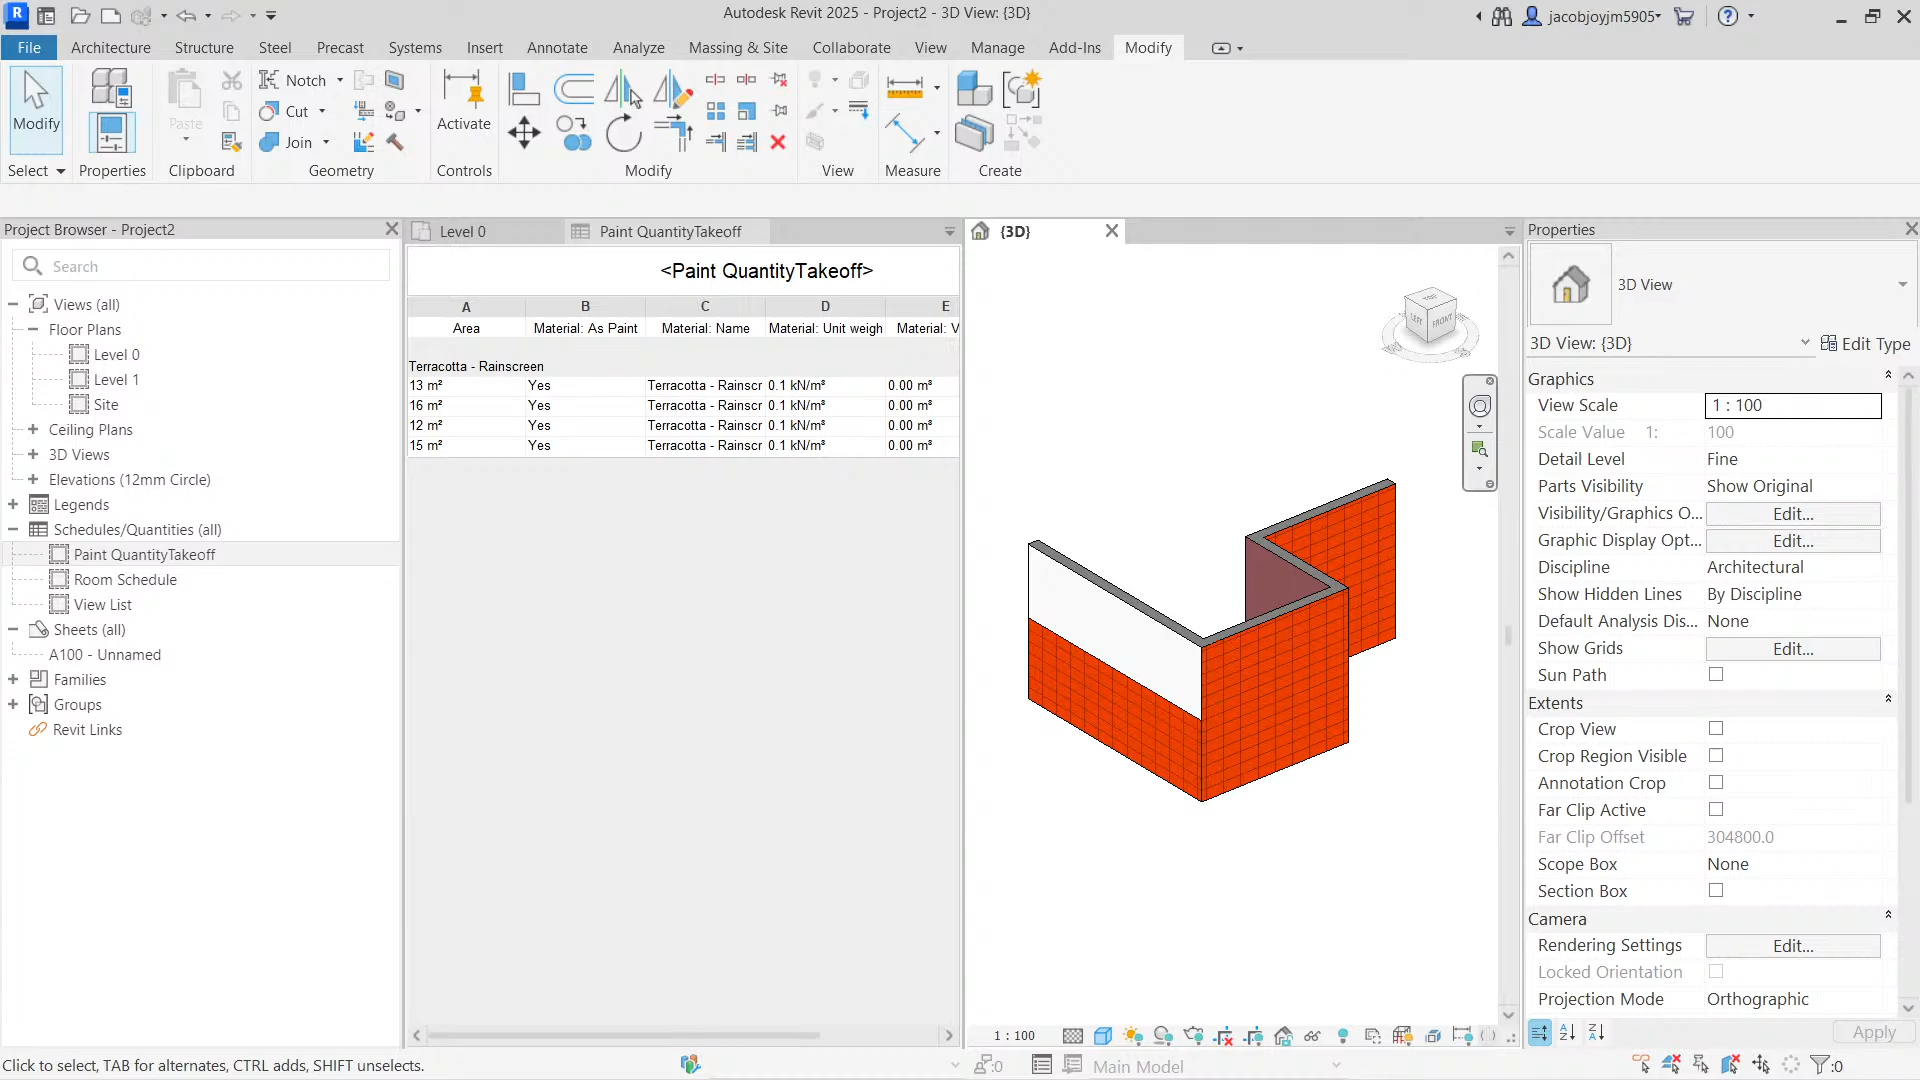 Autodesk Revit 2025 - Project2 - 3D View: {3D}
jacobjoyjm5905
File Architecture Structure Steel Precast Systems Insert Annotate Analyze Massing & Site Collaborate View Manage Add-Ins Modify
Modify
Paste
Notch
Cut
Join
Activate
Select Properties Clipboard Geometry Controls Modify View Measure Create
Project Browser - Project2
Search
Views (all)
Floor Plans
Level 0
Level 1
Site
Ceiling Plans
3D Views
Elevations (12mm Circle)
Legends
Schedules/Quantities (all)
Paint QuantityTakeoff
Room Schedule
View List
Sheets (all)
A100 - Unnamed
Families
Groups
Revit Links
Level 0 Paint QuantityTakeoff
<Paint QuantityTakeoff>
A B C D E
Area Material: As Paint Material: Name Material: Unit weigh Material: V
Terracotta - Rainscreen
13 m² Yes Terracotta - Rainscr 0.1 kN/m³ 0.00 m³
16 m² Yes Terracotta - Rainscr 0.1 kN/m³ 0.00 m³
12 m² Yes Terracotta - Rainscr 0.1 kN/m³ 0.00 m³
15 m² Yes Terracotta - Rainscr 0.1 kN/m³ 0.00 m³
{3D}
TOP
LEFT FRONT
1 : 100
Properties
3D View
3D View: {3D} Edit Type
Graphics
View Scale 1 : 100
Scale Value 1: 100
Detail Level Fine
Parts Visibility Show Original
Visibility/Graphics O... Edit...
Graphic Display Opt... Edit...
Discipline Architectural
Show Hidden Lines By Discipline
Default Analysis Dis... None
Show Grids Edit...
Sun Path
Extents
Crop View
Crop Region Visible
Annotation Crop
Far Clip Active
Far Clip Offset 304800.0
Scope Box None
Section Box
Camera
Rendering Settings Edit...
Locked Orientation
Projection Mode Orthographic
Apply
Click to select, TAB for alternates, CTRL adds, SHIFT unselects.
:0
Main Model
:0